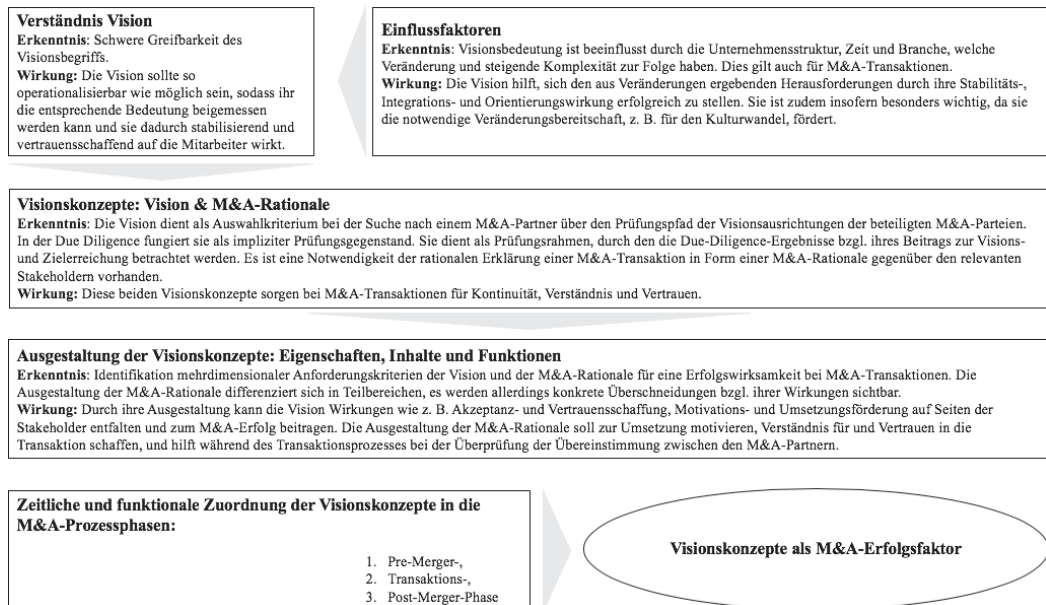 Verständnis Vision
Erkenntnis: Schwere Greifbarkeit des
Visionsbegriffs.
Wirkung: Die Vision sollte so
operationalisierbar wie möglich sein, sodass ihr
die entsprechende Bedeutung beigemessen
werden kann und sie dadurch stabilisierend und
vertrauensschaffend auf die Mitarbeiter wirkt.
Einflussfaktoren
Erkenntnis: Visionsbedeutung ist beeinflusst durch die Unternehmensstruktur, Zeit und Branche, welche
Veränderung und steigende Komplexität zur Folge haben. Dies gilt auch für M&A-Transaktionen.
Wirkung: Die Vision hilft, sich den aus Veränderungen ergebenden Herausforderungen durch ihre Stabilitäts-,
Integrations- und Orientierungswirkung erfolgreich zu stellen. Sie ist zudem insofern besonders wichtig, da sie
die notwendige Veränderungsbereitschaft, z. B. für den Kulturwandel, fördert.
Visionskonzepte: Vision & M&A-Rationale
Erkenntnis: Die Vision dient als Auswahlkriterium bei der Suche nach einem M&A-Partner über den Prüfungspfad der Visionsausrichtungen der beteiligten M&A-Parteien.
In der Due Diligence fungiert sie als impliziter Prüfungsgegenstand. Sie dient als Prüfungsrahmen, durch den die Due-Diligence-Ergebnisse bzgl. ihres Beitrags zur Visions-
und Zielerreichung betrachtet werden. Es ist eine Notwendigkeit der rationalen Erklärung einer M&A-Transaktion in Form einer M&A-Rationale gegenüber den relevanten
Stakeholdern vorhanden.
Wirkung: Diese beiden Visionskonzepte sorgen bei M&A-Transaktionen für Kontinuität, Verständnis und Vertrauen.
Ausgestaltung der Visionskonzepte: Eigenschaften, Inhalte und Funktionen
Erkenntnis: Identifikation mehrdimensionaler Anforderungskriterien der Vision und der M&A-Rationale für eine Erfolgswirksamkeit bei M&A-Transaktionen. Die
Ausgestaltung der M&A-Rationale differenziert sich in Teilbereichen, es werden allerdings konkrete Überschneidungen bzgl. ihrer Wirkungen sichtbar.
Wirkung: Durch ihre Ausgestaltung kann die Vision Wirkungen wie z. B. Akzeptanz- und Vertrauensschaffung, Motivations- und Umsetzungsförderung auf Seiten der
Stakeholder entfalten und zum M&A-Erfolg beitragen. Die Ausgestaltung der M&A-Rationale soll zur Umsetzung motivieren, Verständnis für und Vertrauen in die
Transaktion schaffen, und hilft während des Transaktionsprozesses bei der Überprüfung der Übereinstimmung zwischen den M&A-Partnern.
Zeitliche und funktionale Zuordnung der Visionskonzepte in die
M&A-Prozessphasen:
1. Pre-Merger-,
2. Transaktions-,
3. Post-Merger-Phase
Visionskonzepte als M&A-Erfolgsfaktor